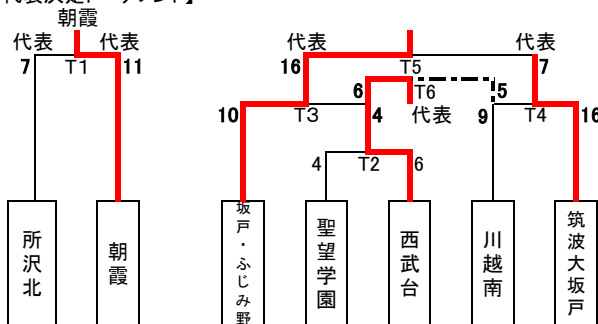 朝霞
代表 代表 代表 代表
7 T1 11 16 T5 7
6 T6 5
10 T3 4 代表 9 T4 16
4 T2 6
所沢北
朝霞
坂戸・ふじみ野
聖望学園
西武台
川越南
筑波大坂戸